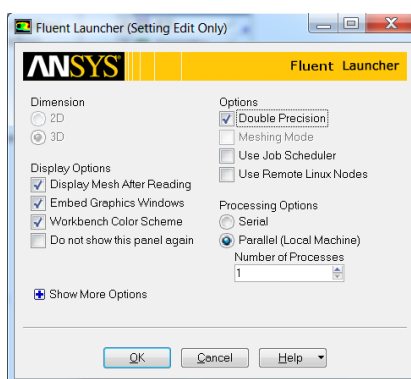 Fluent Launcher (Setting Edit Only)
ANSYS
Fluent Launcher
Dimension
2D
3D
Display Options
Display Mesh After Reading
Embed Graphics Windows
Workbench Color Scheme
Do not show this panel again
Options
Double Precision
Meshing Mode
Use Job Scheduler
Use Remote Linux Nodes
Processing Options
Serial
Parallel (Local Machine)
Number of Processes
1
Show More Options
OK
Cancel
Help